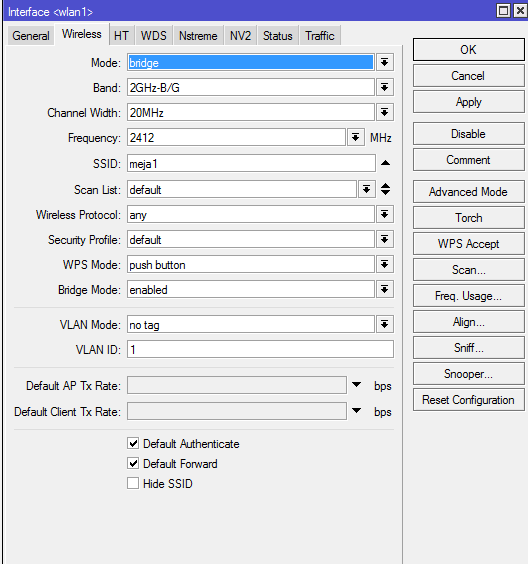 Interface <wlan1>
General Wireless HT WDS Nstreme NV2 Status Traffic
Mode: bridge
Band: 2GHz-B/G
Channel Width: 20MHz
Frequency: 2412 MHz
SSID: meja1
Scan List: default
Wireless Protocol: any
Security Profile: default
WPS Mode: push button
Bridge Mode: enabled
VLAN Mode: no tag
VLAN ID: 1
Default AP Tx Rate: bps
Default Client Tx Rate: bps
Default Authenticate
Default Forward
Hide SSID
OK
Cancel
Apply
Disable
Comment
Advanced Mode
Torch
WPS Accept
Scan...
Freq. Usage...
Align...
Sniff...
Snooper...
Reset Configuration